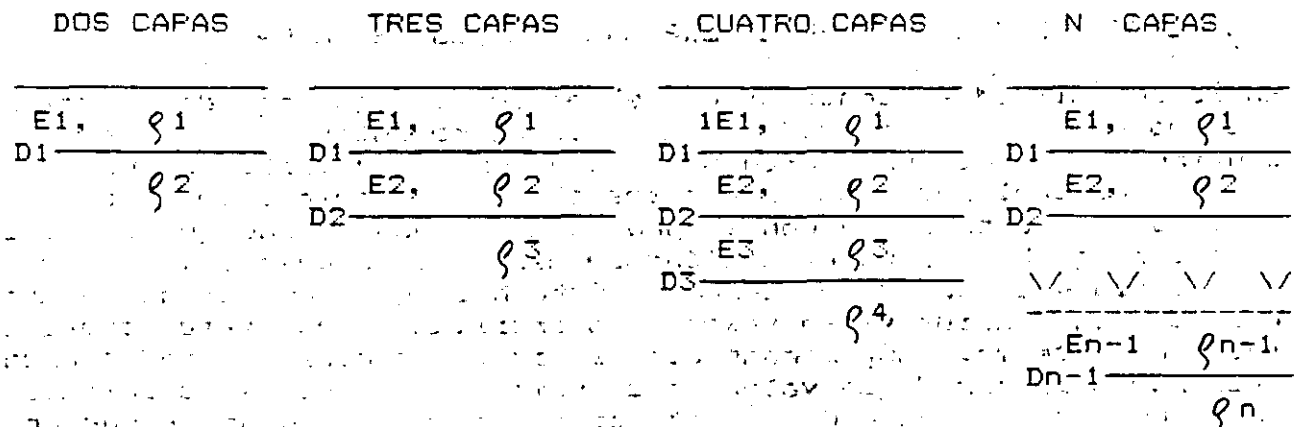 DOS CAPAS TRES CAPAS CUATRO CAPAS N CAPAS
E1, ρ1 E1, ρ1 1E1, ρ1 E1, ρ1
D1 D1 D1 D1
ρ2 E2, ρ2 E2, ρ2 E2, ρ2
D2 D2 D2
ρ3 E3 ρ3
D3
ρ4
En-1 ρn-1
Dn-1
ρn